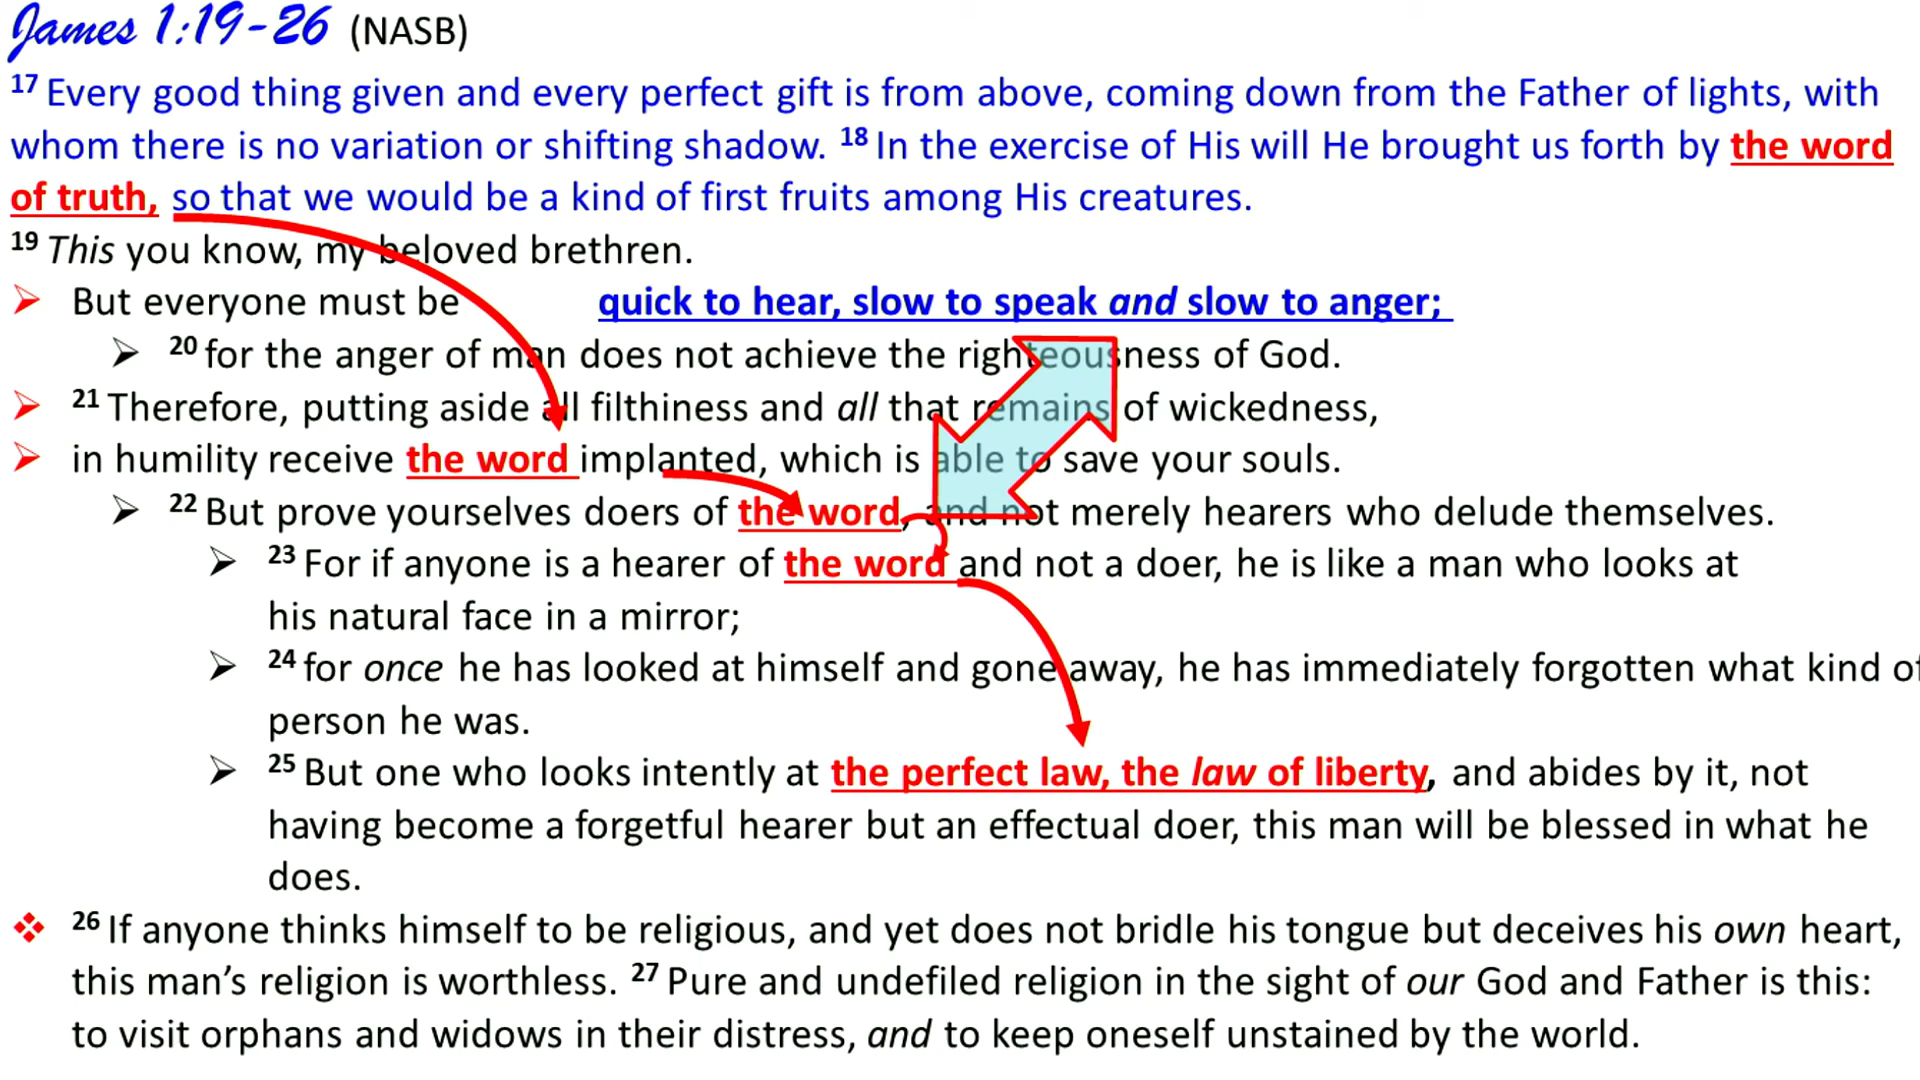 James 1:19-26 (NASB)
17 Every good thing given and every perfect gift is from above, coming down from the Father of lights, with
whom there is no variation or shifting shadow. 18 In the exercise of His will He brought us forth by the word
of truth, so that we would be a kind of first fruits among His creatures.
19 This you know, my beloved brethren.
But everyone must be quick to hear, slow to speak and slow to anger;
20 for the anger of man does not achieve the righteousness of God.
21 Therefore, putting aside all filthiness and all that remains of wickedness,
in humility receive the word implanted, which is able to save your souls.
22 But prove yourselves doers of the word, and not merely hearers who delude themselves.
23 For if anyone is a hearer of the word and not a doer, he is like a man who looks at
his natural face in a mirror;
24 for once he has looked at himself and gone away, he has immediately forgotten what kind of
person he was.
25 But one who looks intently at the perfect law, the law of liberty, and abides by it, not
having become a forgetful hearer but an effectual doer, this man will be blessed in what he
does.
26 If anyone thinks himself to be religious, and yet does not bridle his tongue but deceives his own heart,
this man’s religion is worthless. 27 Pure and undefiled religion in the sight of our God and Father is this:
to visit orphans and widows in their distress, and to keep oneself unstained by the world.